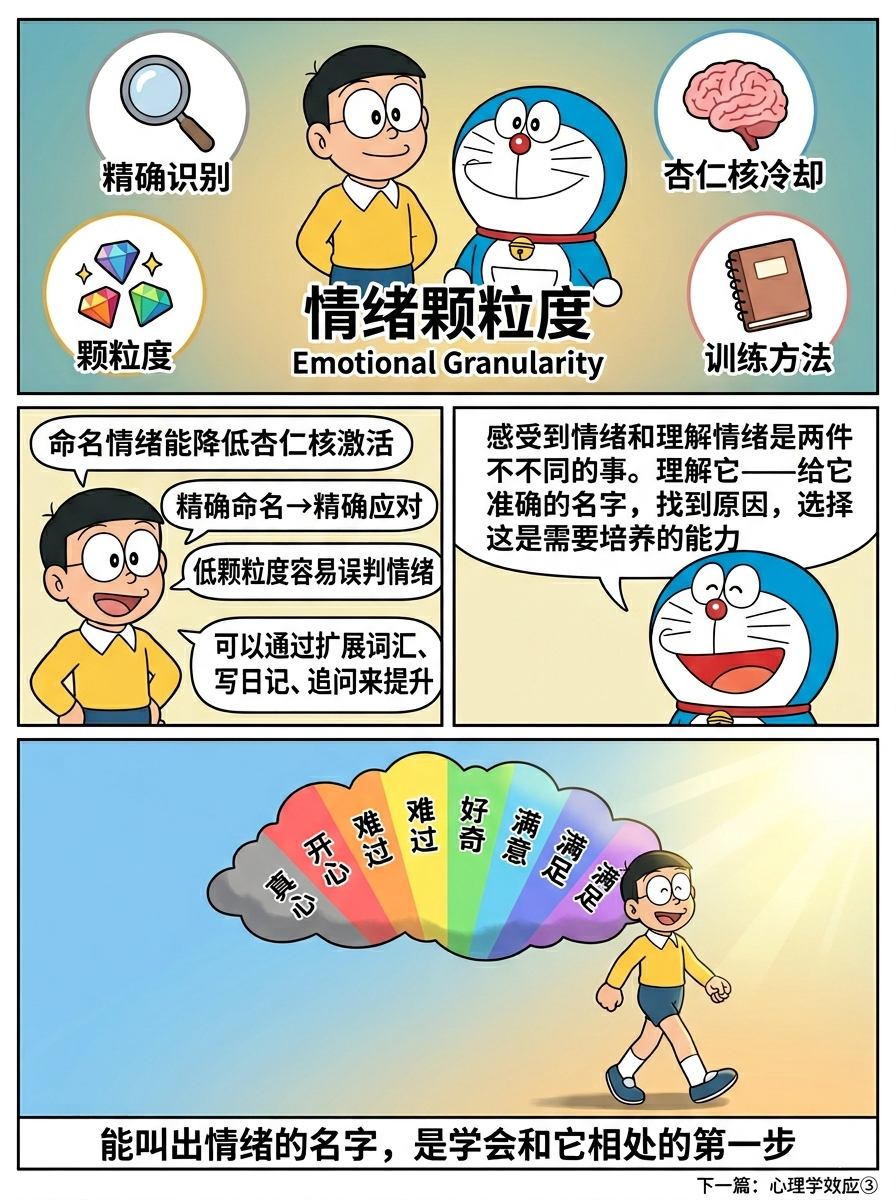 精确识别
杏仁核冷却
颗粒度
训练方法
情绪颗粒度
Emotional Granularity
命名情绪能降低杏仁核激活
精确命名→精确应对
低颗粒度容易误判情绪
可以通过扩展词汇、
写日记、追问来提升
感受到情绪和理解情绪是两件
不不同的事。理解它——给它
准确的名字，找到原因，选择
这是需要培养的能力
真心
开心
难过
难过
好奇
满意
满足
满足
能叫出情绪的名字，是学会和它相处的第一步
下一篇：心理学效应③